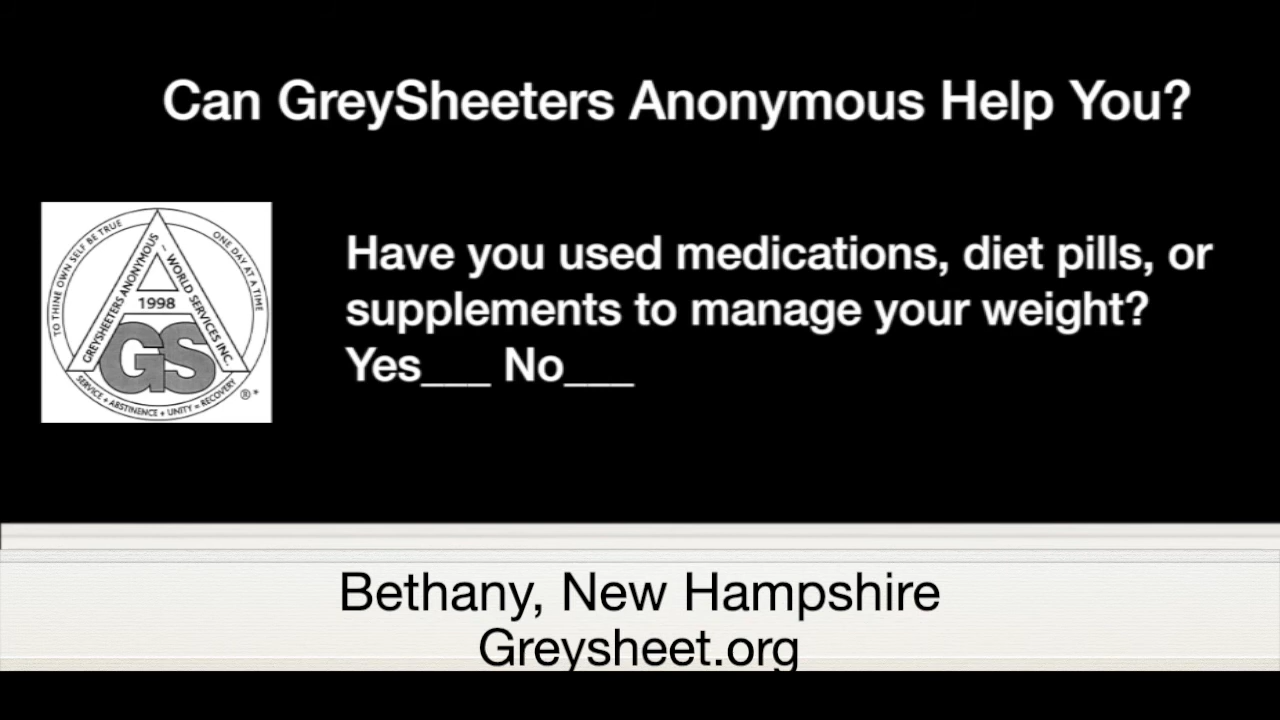 Can GreySheeters Anonymous Help You?
TO THINE OWN SELF BE TRUE
ONE DAY AT A TIME
GREYSHEETERS ANONYMOUS – WORLD SERVICES INC.
1998
GS
SERVICE + ABSTINENCE + UNITY = RECOVERY
®*
Have you used medications, diet pills, or
supplements to manage your weight?
Yes___ No___
Bethany, New Hampshire
Greysheet.org